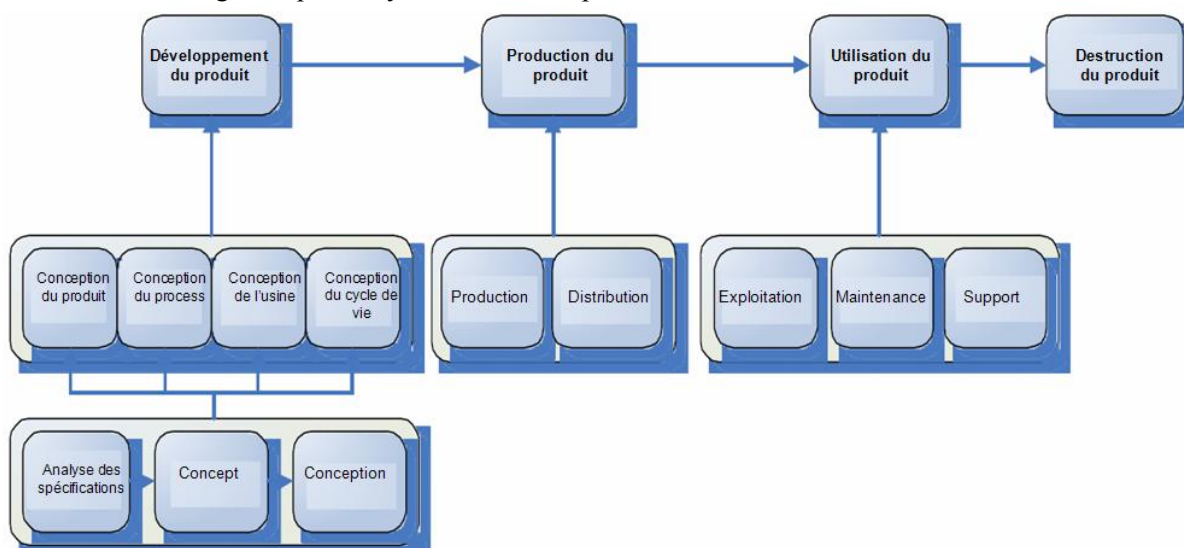 Développement
du produit
Production du
produit
Utilisation du
produit
Destruction
du produit
Conception
du produit
Conception
du process
Conception
de l'usine
Conception
du cycle de
vie
Production
Distribution
Exploitation
Maintenance
Support
Analyse des
spécifications
Concept
Conception